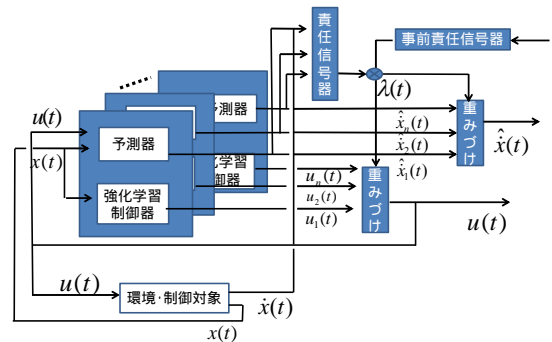 責任信号器
事前責任信号器
λ(t)
予測器
u(t)
予測器
x(t)
x̂̇ₙ(t)
x̂̇₂(t)
x̂̇₁(t)
重みづけ
x̂̇(t)
強化学習
制御器
強化学習
制御器
uₙ(t)
u₂(t)
u₁(t)
重みづけ
u(t)
u(t)
環境・制御対象
ẋ(t)
x(t)